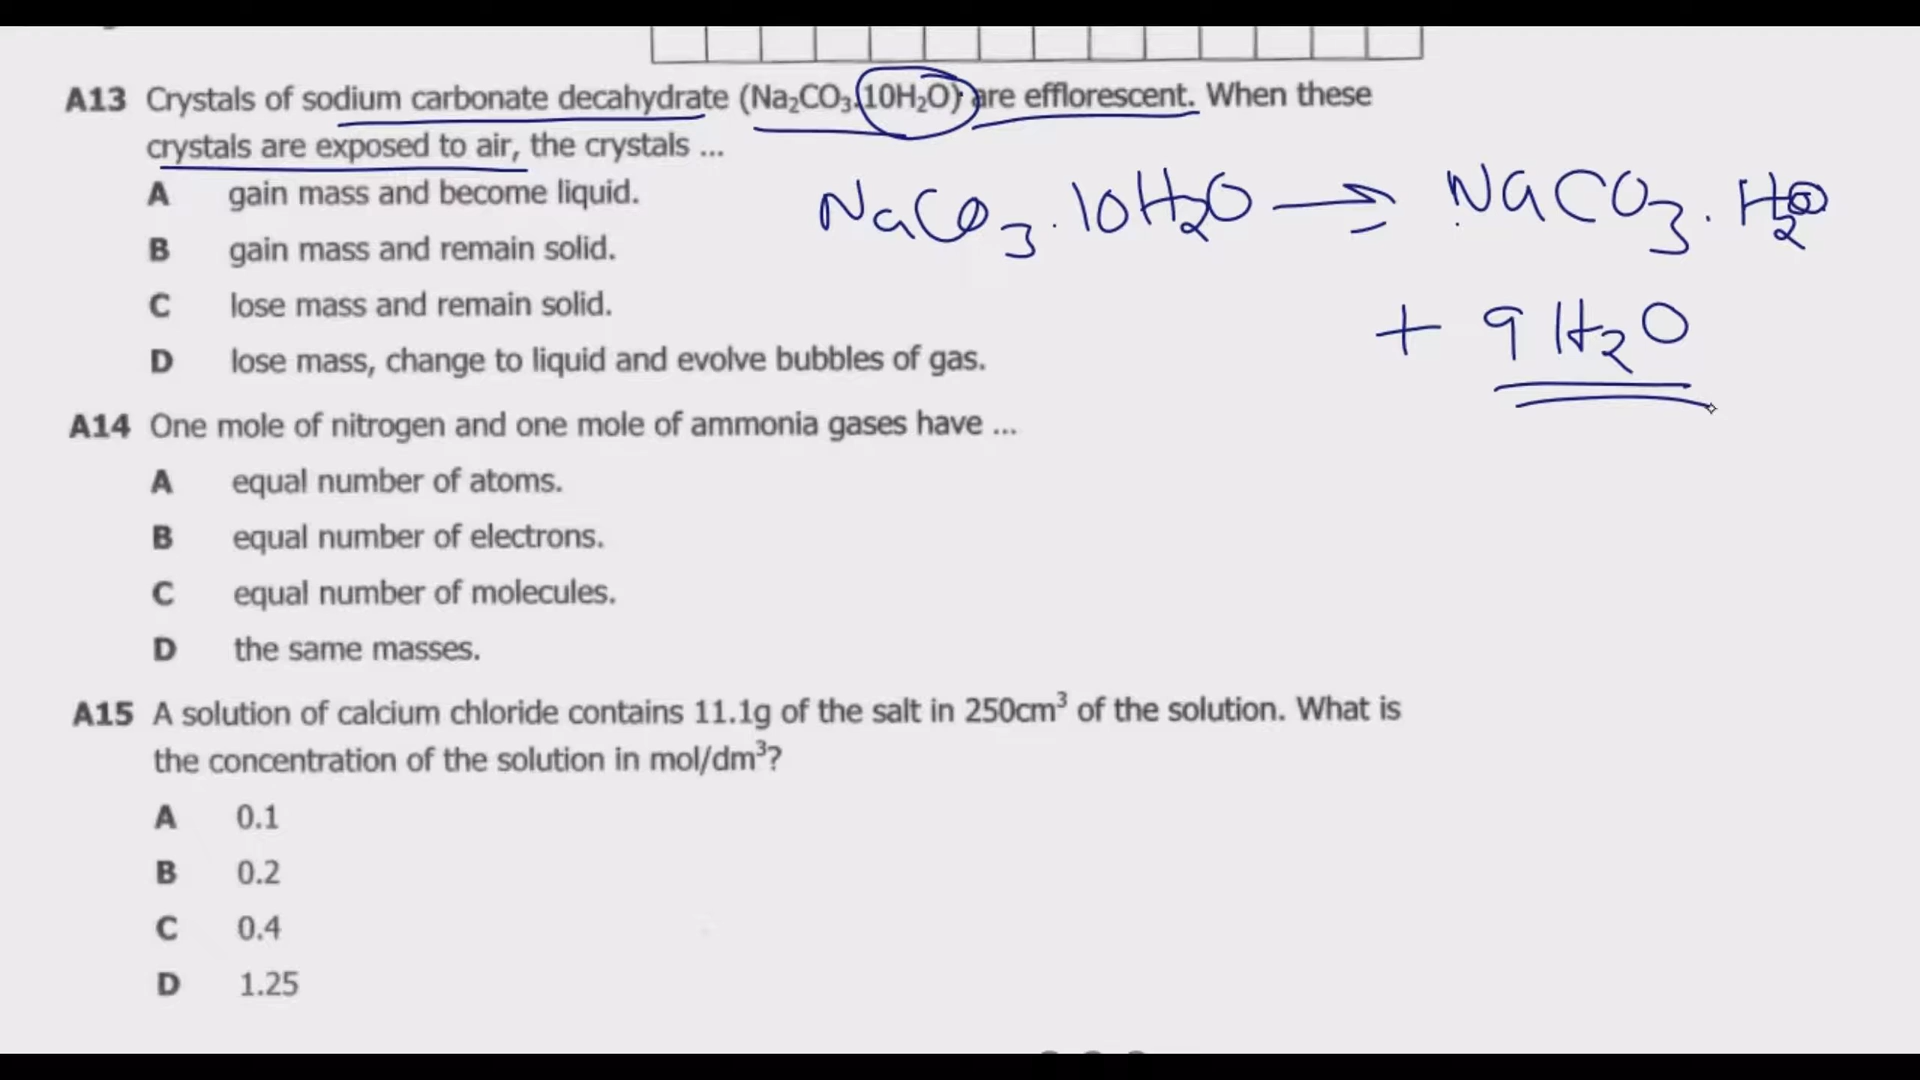 A13 Crystals of sodium carbonate decahydrate (Na₂CO₃.10H₂O) are efflorescent. When these
crystals are exposed to air, the crystals ...
A gain mass and become liquid.
B gain mass and remain solid.
C lose mass and remain solid.
D lose mass, change to liquid and evolve bubbles of gas.
NaCO₃.10H₂O → NaCO₃.H₂O
+ 9H₂O
A14 One mole of nitrogen and one mole of ammonia gases have ...
A equal number of atoms.
B equal number of electrons.
C equal number of molecules.
D the same masses.
A15 A solution of calcium chloride contains 11.1g of the salt in 250cm³ of the solution. What is
the concentration of the solution in mol/dm³?
A 0.1
B 0.2
C 0.4
D 1.25